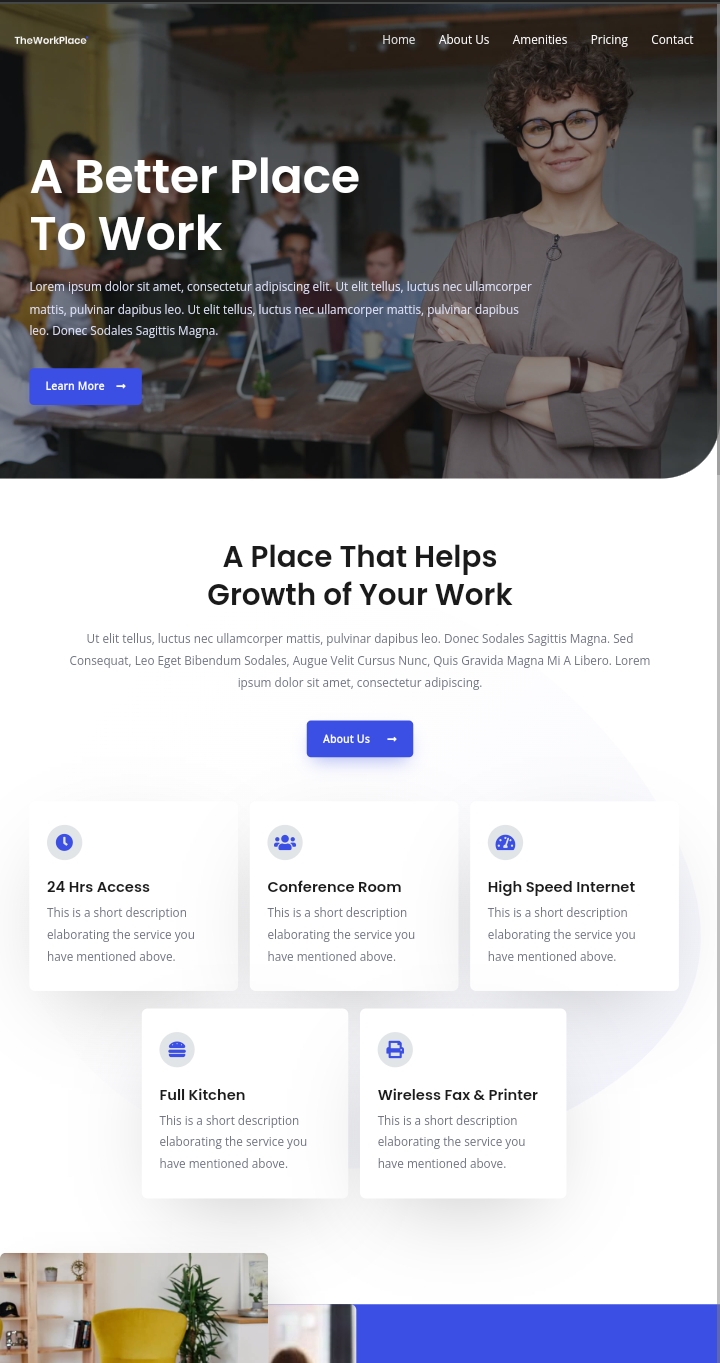 TheWorkPlace
Home About Us Amenities Pricing Contact
A Better Place
To Work
Lorem ipsum dolor sit amet, consectetur adipiscing elit. Ut elit tellus, luctus nec ullamcorper
mattis, pulvinar dapibus leo. Ut elit tellus, luctus nec ullamcorper mattis, pulvinar dapibus
leo. Donec Sodales Sagittis Magna.
Learn More
A Place That Helps
Growth of Your Work
Ut elit tellus, luctus nec ullamcorper mattis, pulvinar dapibus leo. Donec Sodales Sagittis Magna. Sed
Consequat, Leo Eget Bibendum Sodales, Augue Velit Cursus Nunc, Quis Gravida Magna Mi A Libero. Lorem
ipsum dolor sit amet, consectetur adipiscing.
About Us
24 Hrs Access
This is a short description
elaborating the service you
have mentioned above.
Conference Room
This is a short description
elaborating the service you
have mentioned above.
High Speed Internet
This is a short description
elaborating the service you
have mentioned above.
Full Kitchen
This is a short description
elaborating the service you
have mentioned above.
Wireless Fax & Printer
This is a short description
elaborating the service you
have mentioned above.